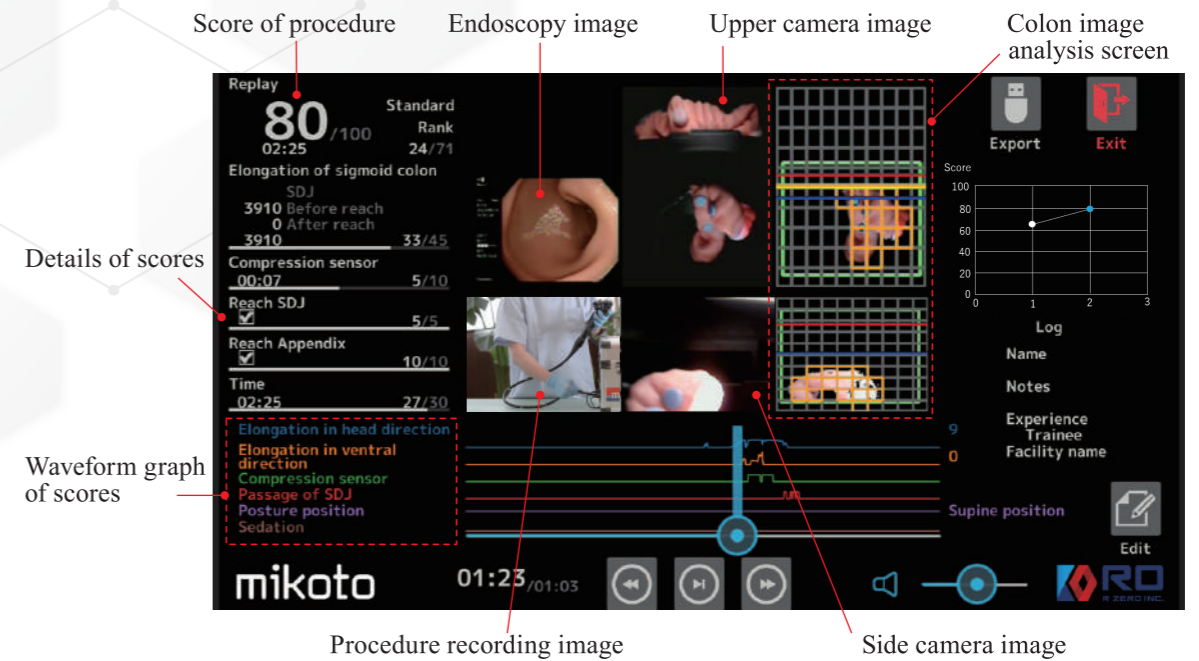 Score of procedure
Endoscopy image
Upper camera image
Colon image
analysis screen
Replay
80/100
02:25
Standard
Rank
24/71
Elongation of sigmoid colon
SDJ
3910 Before reach
0 After reach
3910 33/45
Compression sensor
00:07 5/10
Reach SDJ
5/5
Reach Appendix
10/10
Time
02:25 27/30
Details of scores
Export
Exit
Score
100
80
60
40
20
0
0 1 2 3
Log
Name
Notes
Experience
Trainee
Facility name
Waveform graph
of scores
Elongation in head direction
9
Elongation in ventral
direction
0
Compression sensor
Passage of SDJ
Posture position
Supine position
Sedation
Edit
mikoto
01:23/01:03
RO
R ZERO INC.
Procedure recording image
Side camera image